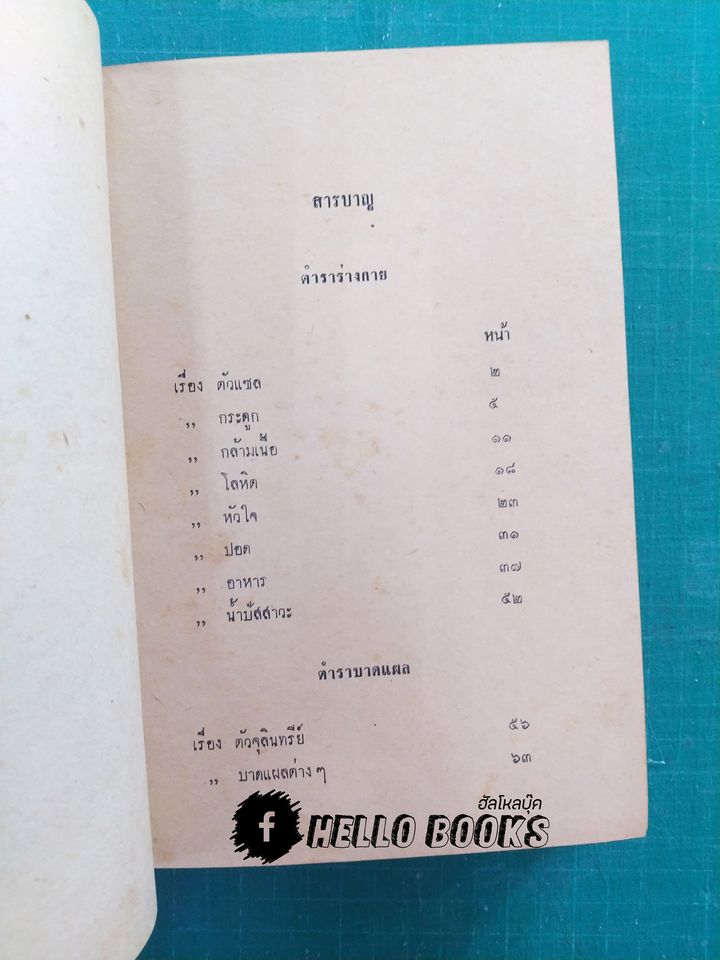 สารบาญ
ตำราร่างกาย
หน้า
เรื่อง ตัวแซล ๒
,, กระดูก ๕
,, กล้ามเนื้อ ๑๑
,, โลหิต ๑๘
,, หัวใจ ๒๓
,, ปอด ๓๑
,, อาหาร ๓๗
,, น้ำปัสสาวะ ๕๒
ตำราบาดแผล
เรื่อง ตัวจุลินทรีย์ ๕๖
,, บาดแผลต่างๆ ๖๓
ฮัลโหลบุ๊ค
f HELLO BOOKS